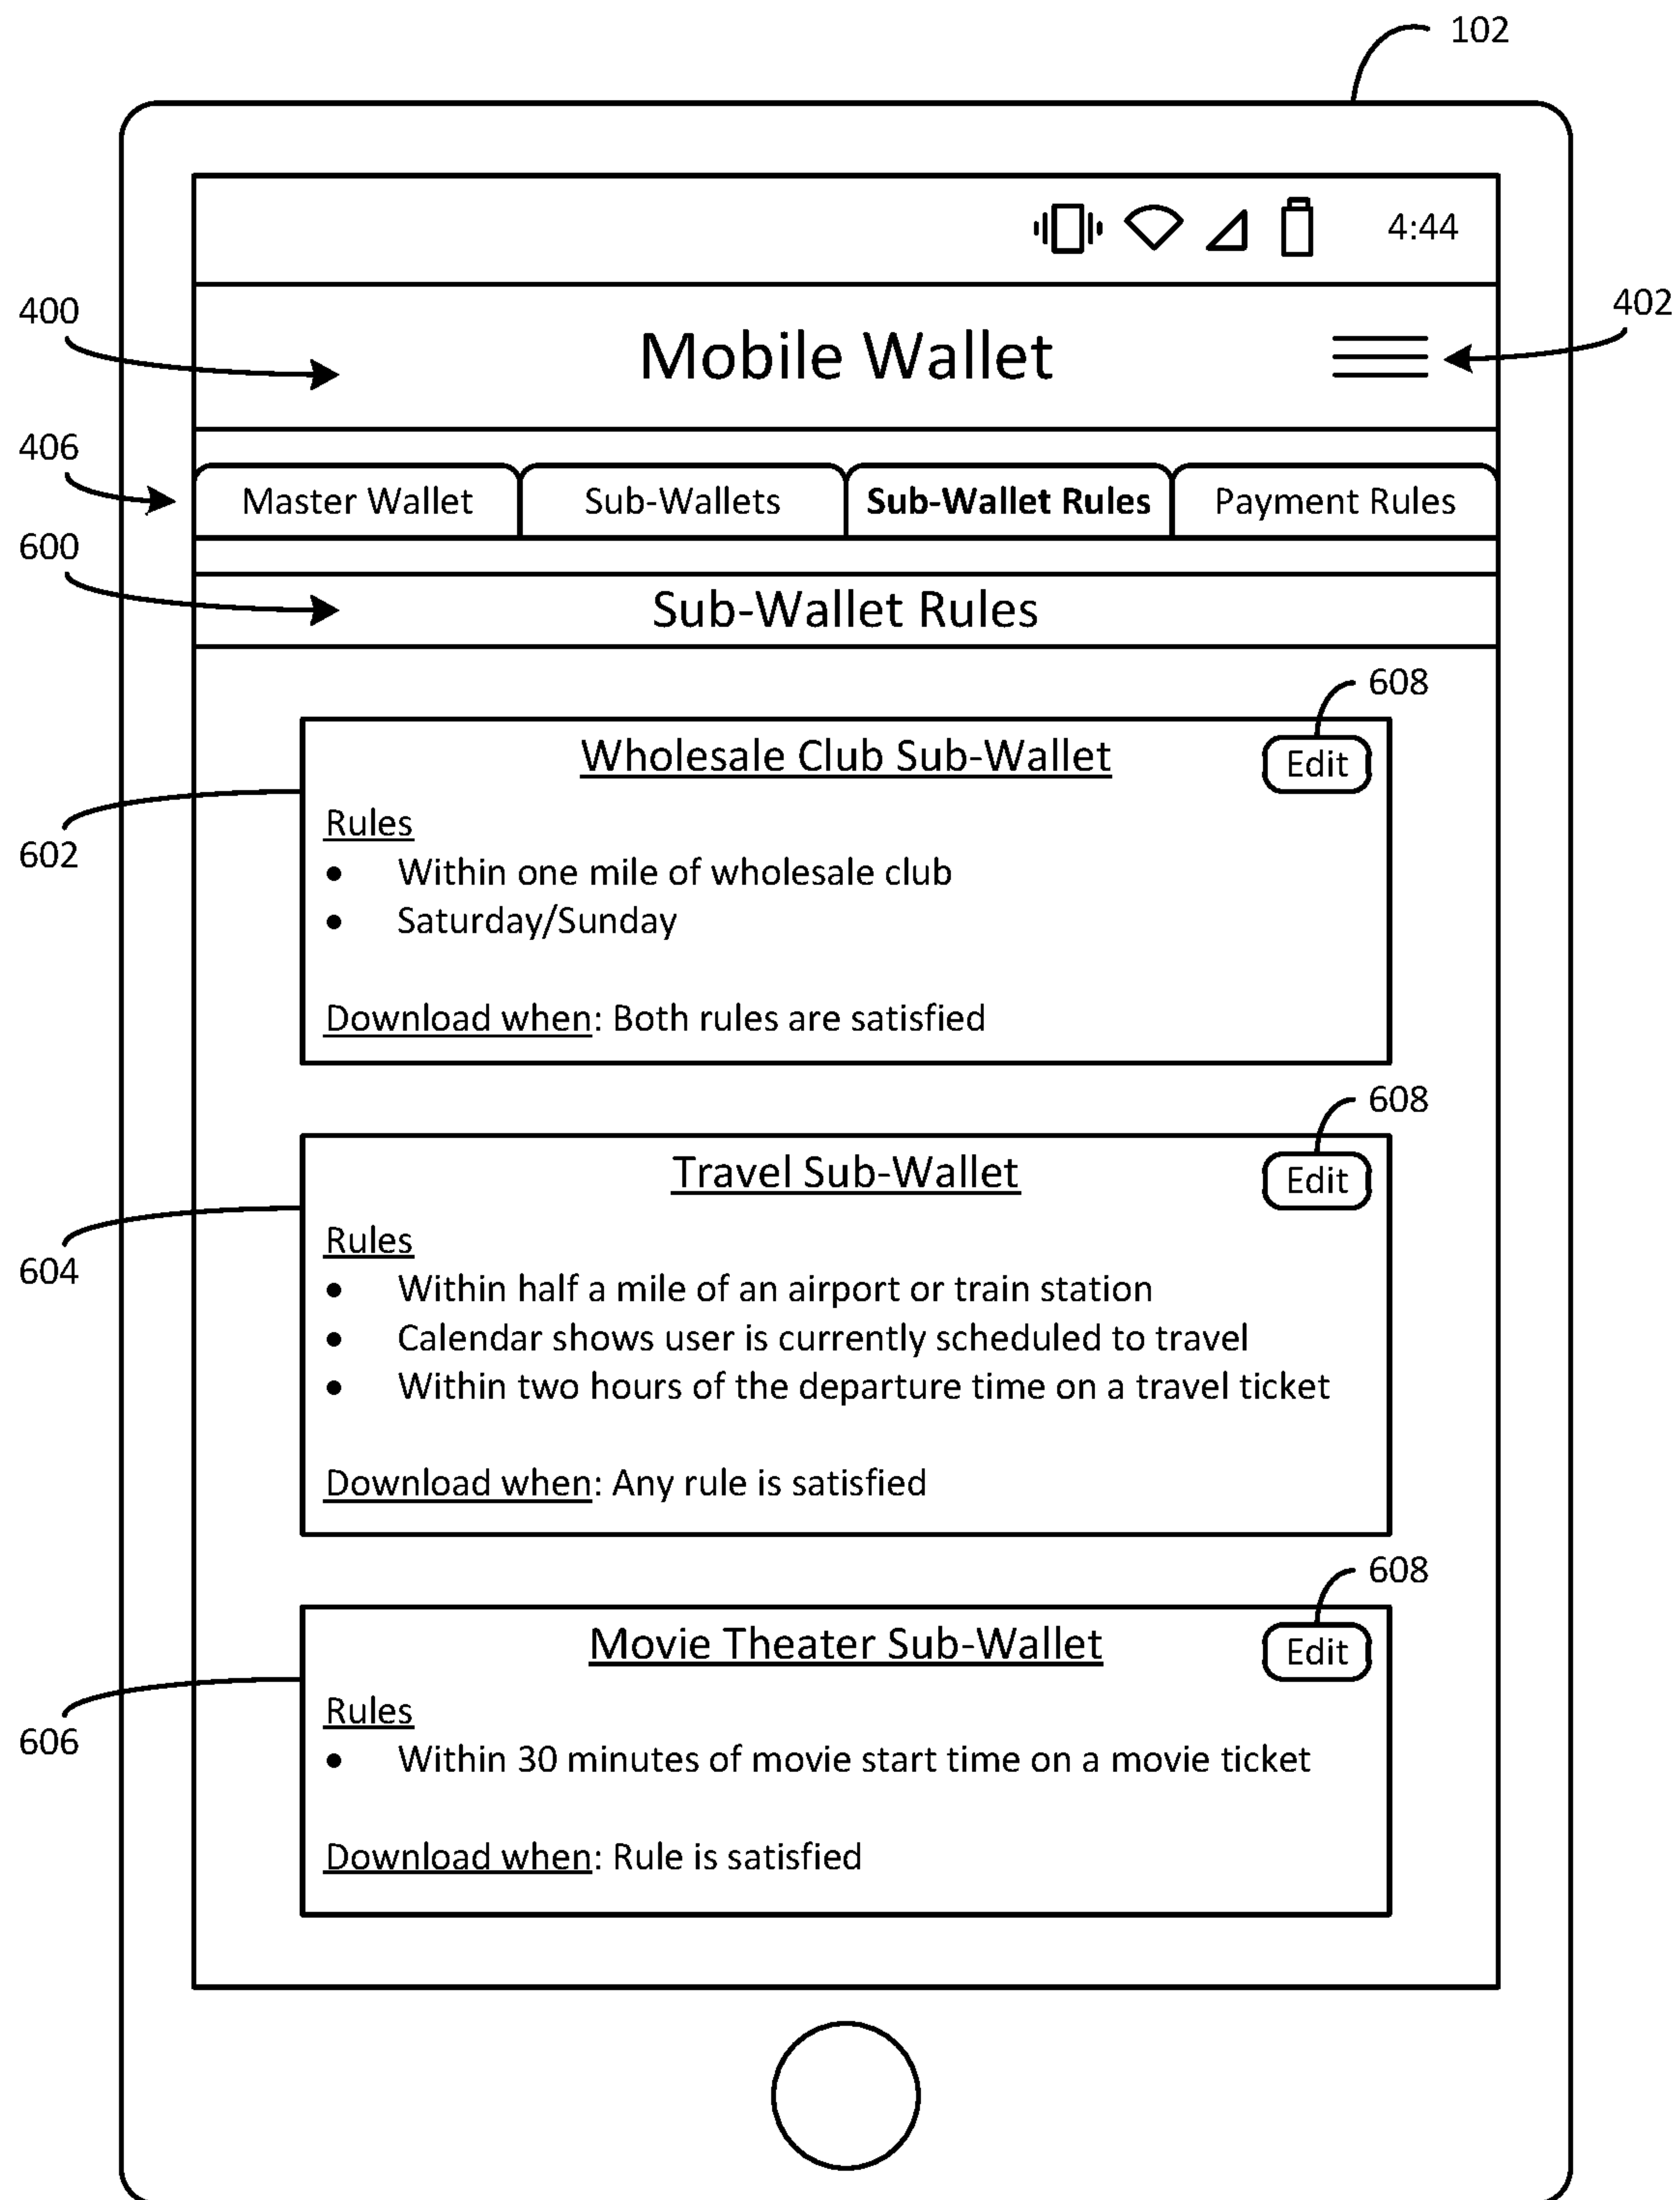 102
4:44
400
Mobile Wallet
402
406
Master Wallet
Sub-Wallets
Sub-Wallet Rules
Payment Rules
600
Sub-Wallet Rules
608
Wholesale Club Sub-Wallet
Edit
602
Rules
• Within one mile of wholesale club
• Saturday/Sunday
Download when: Both rules are satisfied
608
Travel Sub-Wallet
Edit
604
Rules
• Within half a mile of an airport or train station
• Calendar shows user is currently scheduled to travel
• Within two hours of the departure time on a travel ticket
Download when: Any rule is satisfied
608
Movie Theater Sub-Wallet
Edit
606
Rules
• Within 30 minutes of movie start time on a movie ticket
Download when: Rule is satisfied